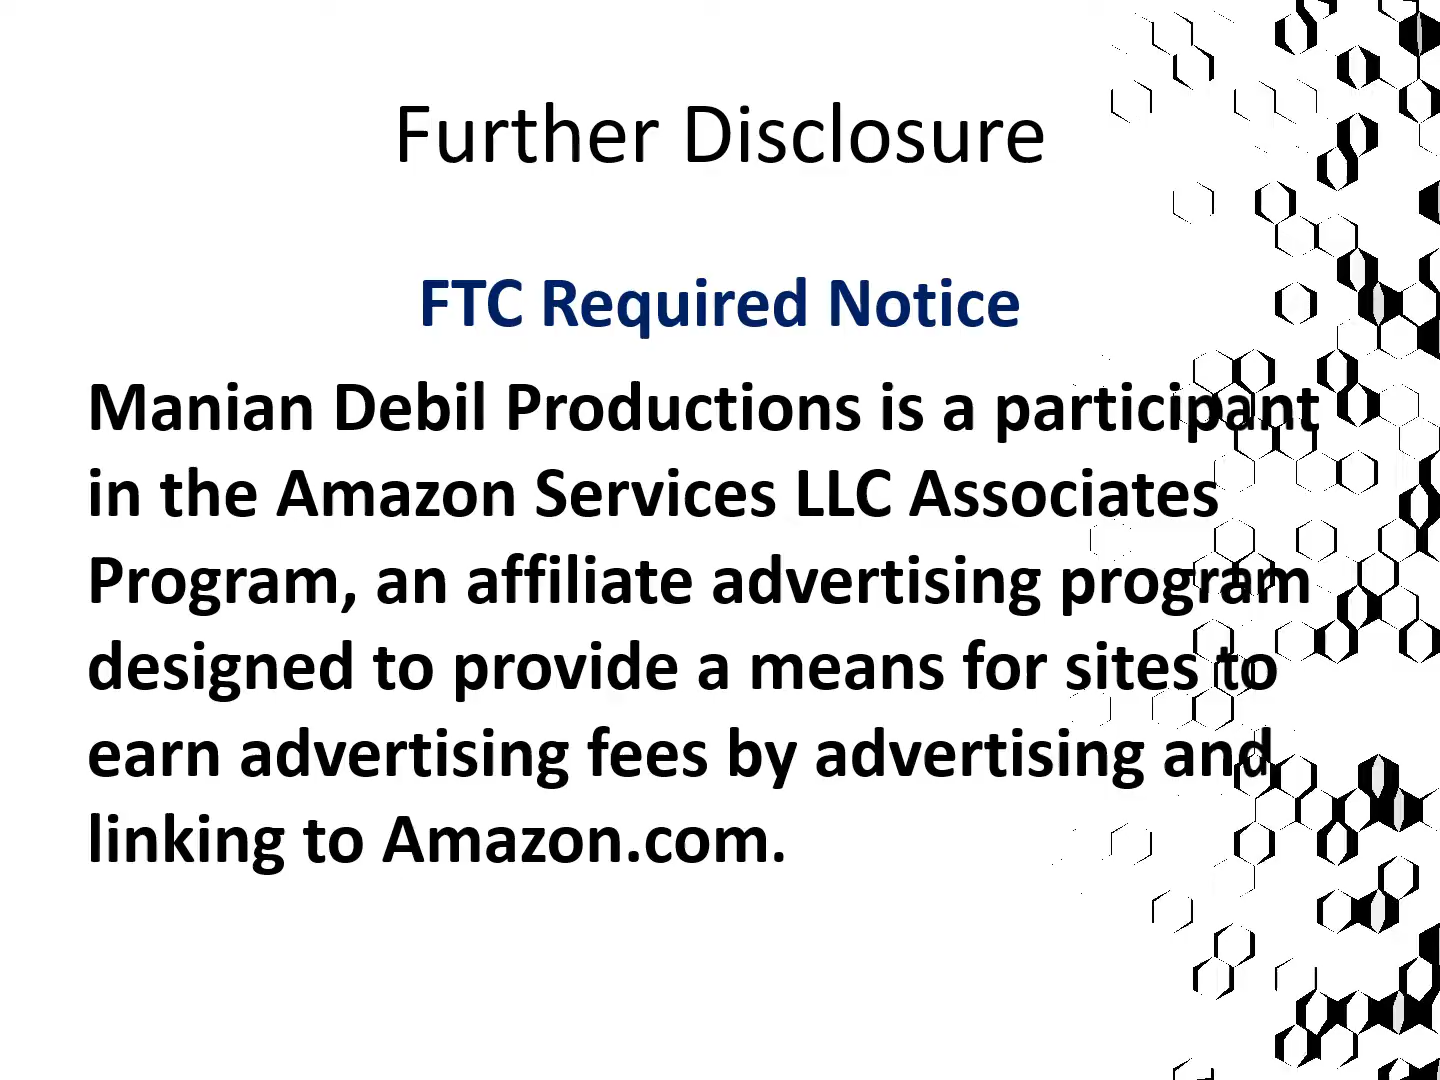 Further Disclosure
FTC Required Notice
Manian Debil Productions is a participant
in the Amazon Services LLC Associates
Program, an affiliate advertising program
designed to provide a means for sites to
earn advertising fees by advertising and
linking to Amazon.com.